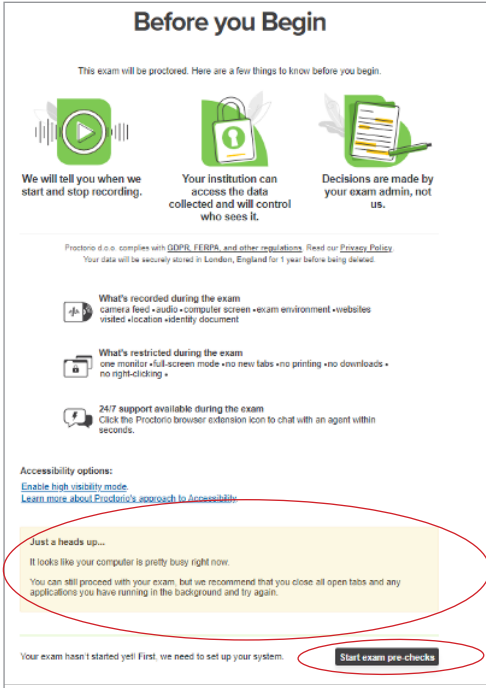 Before you Begin
This exam will be proctored. Here are a few things to know before you begin.
We will tell you when we
start and stop recording.
Your institution can
access the data
collected and will control
who sees it.
Decisions are made by
your exam admin, not
us.
Proctorio d.o.o. complies with GDPR, FERPA, and other regulations. Read our Privacy Policy.
Your data will be securely stored in London, England for 1 year before being deleted.
What's recorded during the exam
camera feed •audio •computer screen •exam environment •websites
visited •location •identity document
What's restricted during the exam
one monitor •full-screen mode •no new tabs •no printing •no downloads •
no right-clicking •
24/7 support available during the exam
Click the Proctorio browser extension icon to chat with an agent within
seconds.
Accessibility options:
Enable high visibility mode.
Learn more about Proctorio's approach to Accessibility.
Just a heads up...
It looks like your computer is pretty busy right now.
You can still proceed with your exam, but we recommend that you close all open tabs and any
applications you have running in the background and try again.
Your exam hasn't started yet! First, we need to set up your system.
Start exam pre-checks